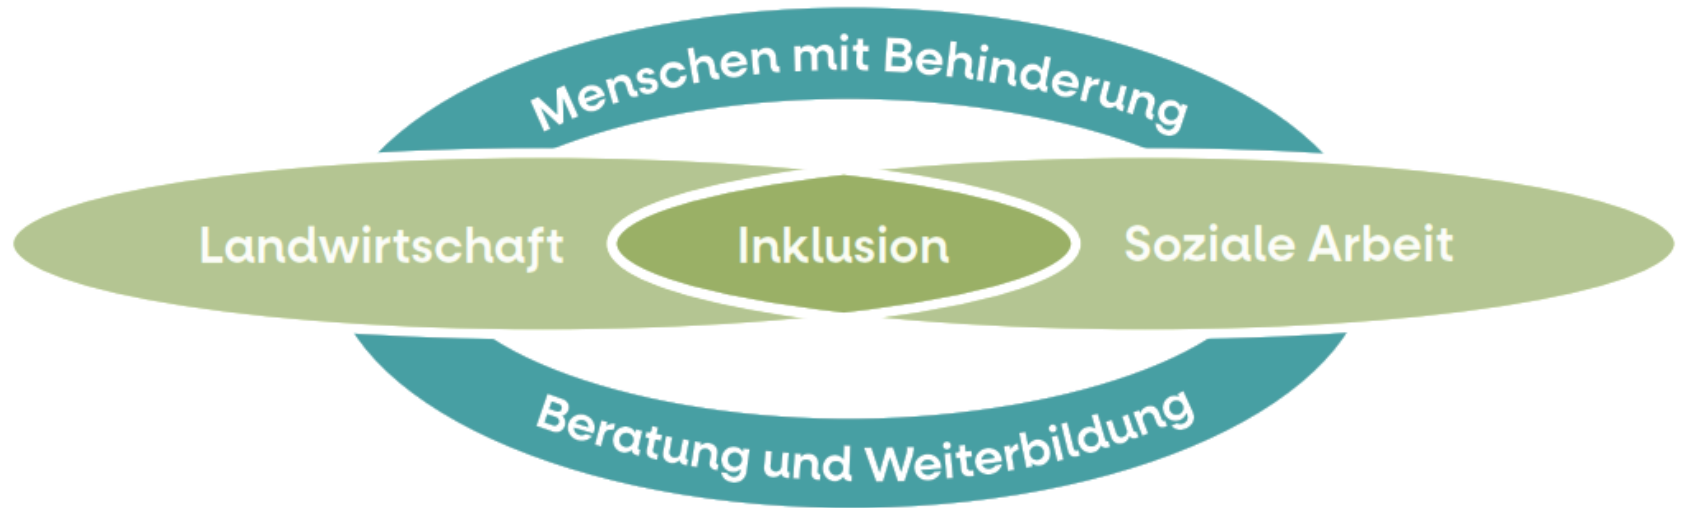 Menschen mit Behinderung
Landwirtschaft
Inklusion
Soziale Arbeit
Beratung und Weiterbildung